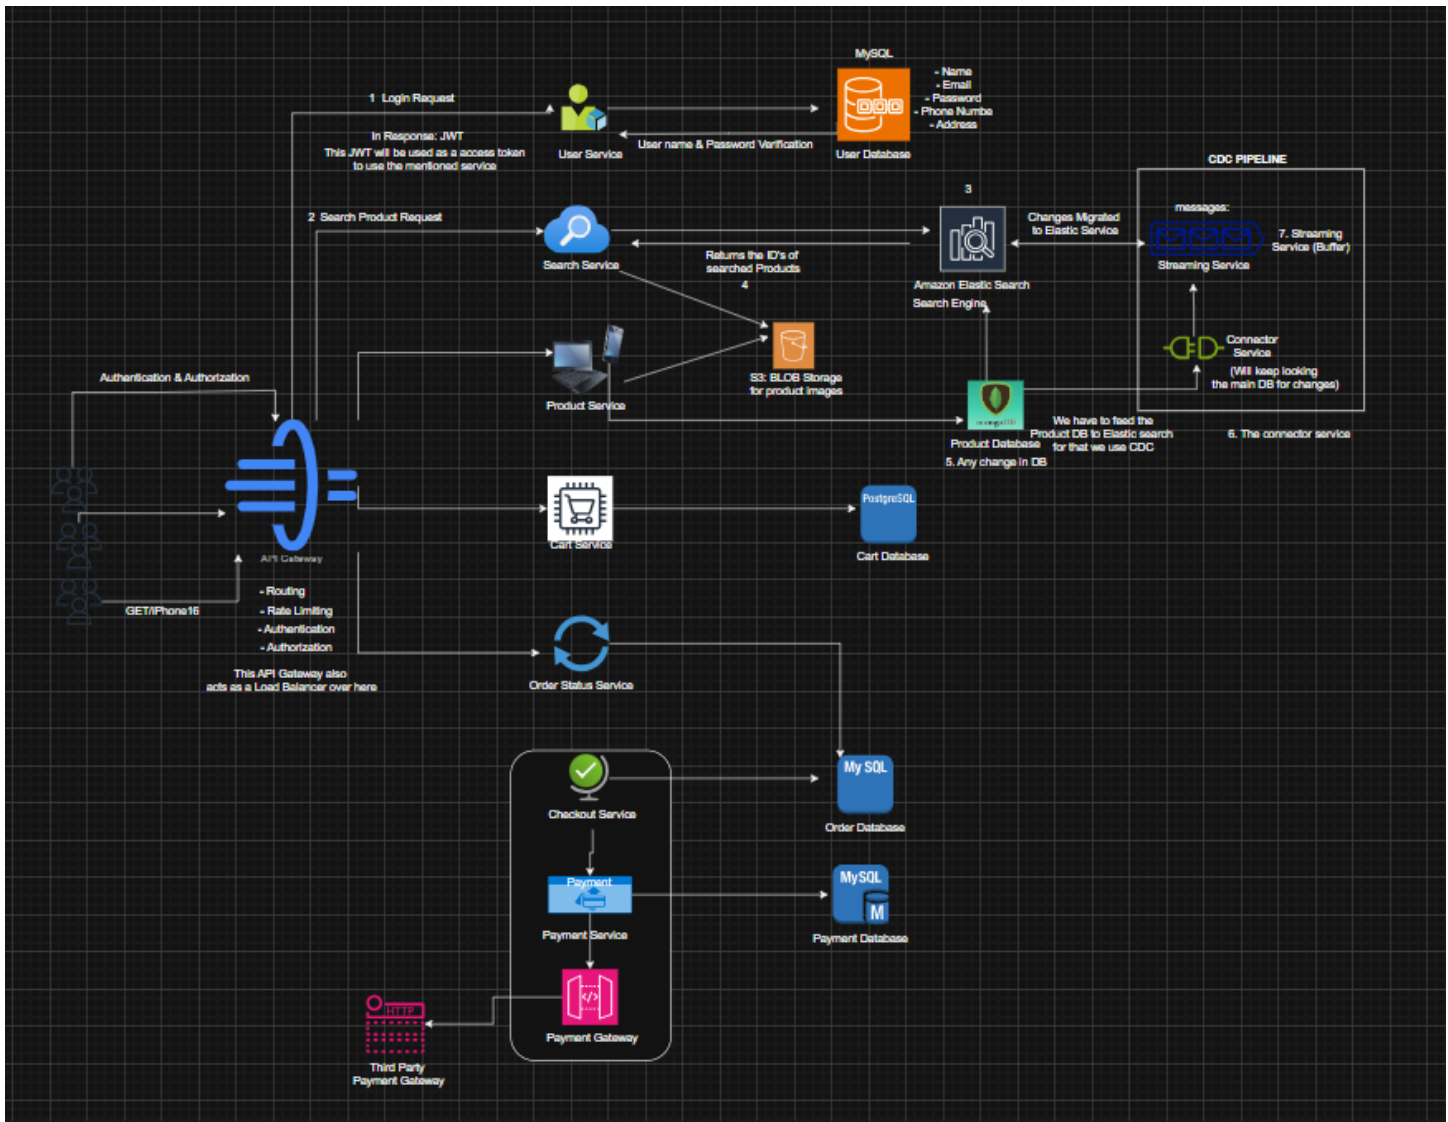 MySQL
- Name
- Email
- Password
- Phone Numbe
- Address
User Database
1 Login Request
In Response: JWT
This JWT will be used as a access token
to use the mentioned service
User Service
User name & Password Verification
CDC PIPELINE
messages:
7. Streaming
Service (Buffer)
Streaming Service
Connector
Service
(Will keep looking
the main DB for changes)
6. The connector service
2 Search Product Request
Search Service
3
Changes Migrated
to Elastic Service
Returns the ID's of
searched Products
4
Amazon Elastic Search
Search Engine
S3: BLOB Storage
for product images
Product Service
Product Database
We have to feed the
Product DB to Elastic search
for that we use CDC
5. Any change in DB
Authentication & Authorization
API Gateway
GET/iPhone16
- Routing
- Rate Limiting
- Authentication
- Authorization
This API Gateway also
acts as a Load Balancer over here
Cart Service
PostgreSQL
Cart Database
Order Status Service
Checkout Service
My SQL
Order Database
Payment
Payment Service
MySQL
M
Payment Database
</>
Payment Gateway
HTTP
Third Party
Payment Gateway